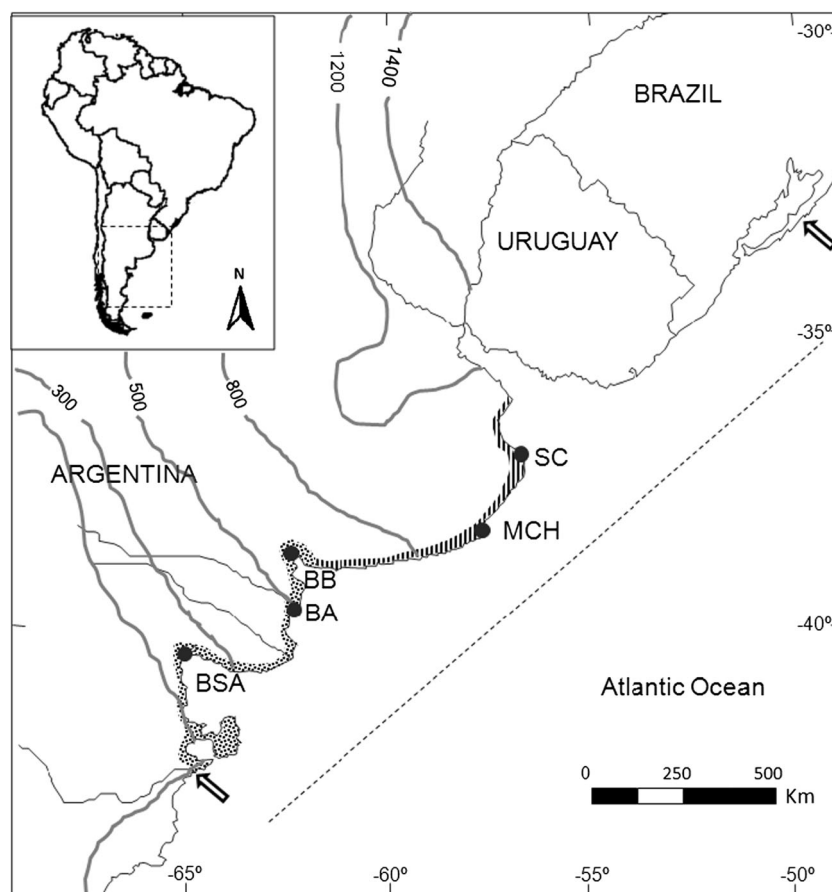 -30º
1200
1400
BRAZIL
N
URUGUAY
-35º
300
500
800
SC
ARGENTINA
MCH
BB
BA
-40º
BSA
Atlantic Ocean
0 250 500
Km
-65º -60º -55º -50º